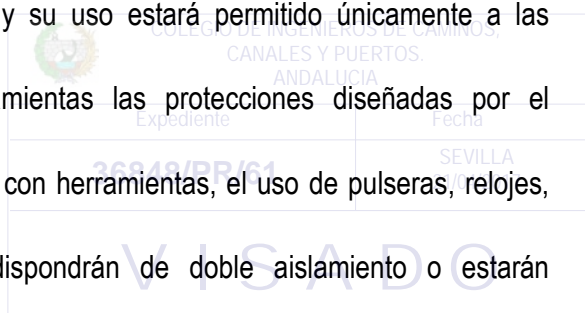 y su uso estará permitido únicamente a las
COLEGIO DE INGENIEROS DE CAMINOS,
CANALES Y PUERTOS.
ANDALUCIA
mientas las protecciones diseñadas por el
Expediente Fecha
SEVILLA
36848/PR/61
con herramientas, el uso de pulseras, relojes,
VISADO
dispondrán de doble aislamiento o estarán